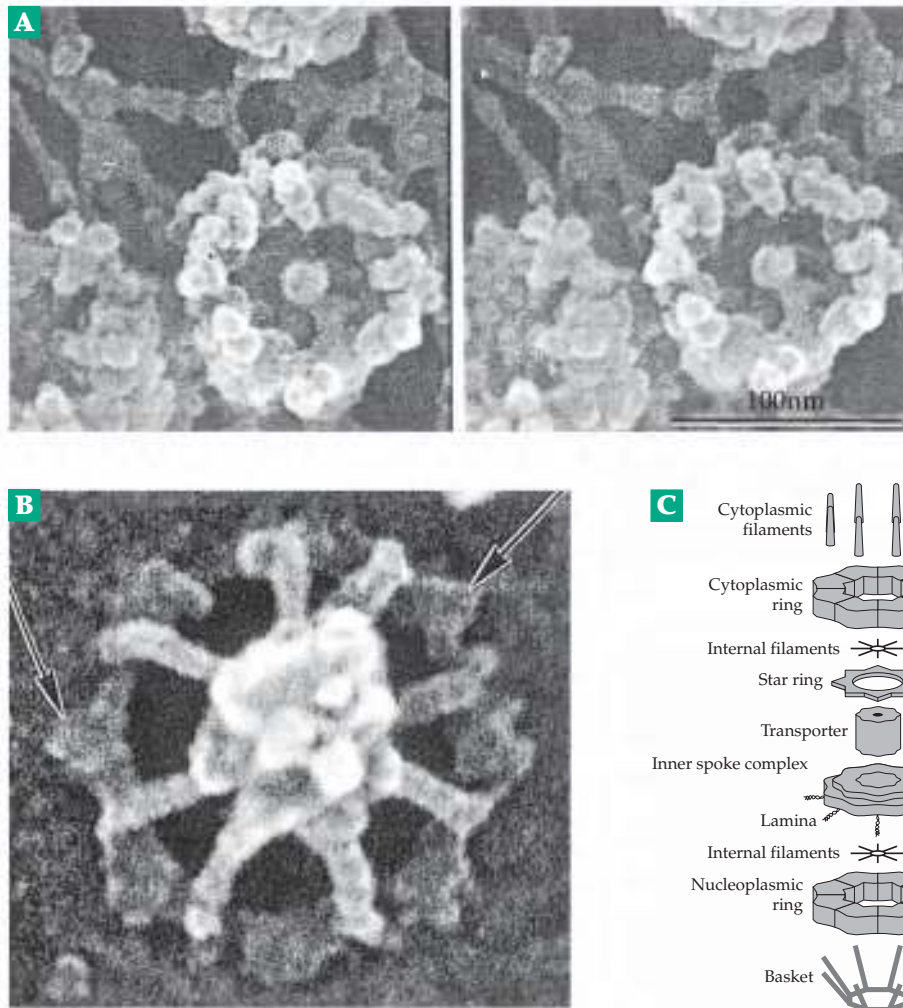 A
100nm
B
C
Cytoplasmic
filaments
Cytoplasmic
ring
Internal filaments
Star ring
Transporter
Inner spoke complex
Lamina
Internal filaments
Nucleoplasmic
ring
Basket